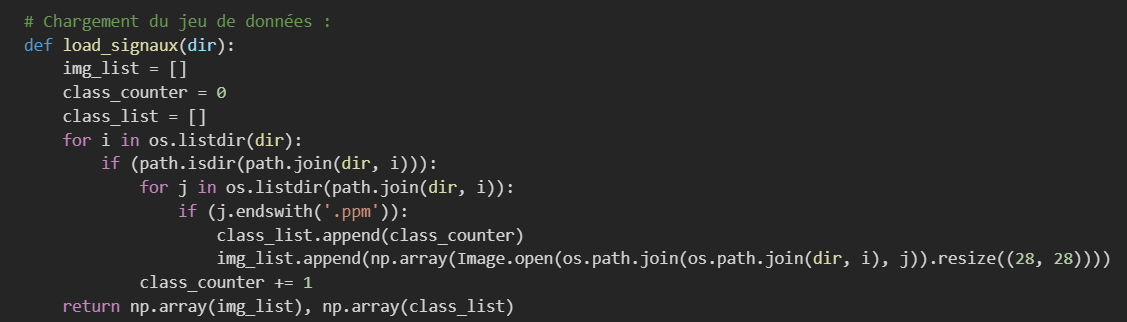 # Chargement du jeu de données :
def load_signaux(dir):
    img_list = []
    class_counter = 0
    class_list = []
    for i in os.listdir(dir):
        if (path.isdir(path.join(dir, i))):
            for j in os.listdir(path.join(dir, i)):
                if (j.endswith('.ppm')):
                    class_list.append(class_counter)
                    img_list.append(np.array(Image.open(os.path.join(os.path.join(dir, i), j)).resize((28, 28))))
            class_counter += 1
    return np.array(img_list), np.array(class_list)